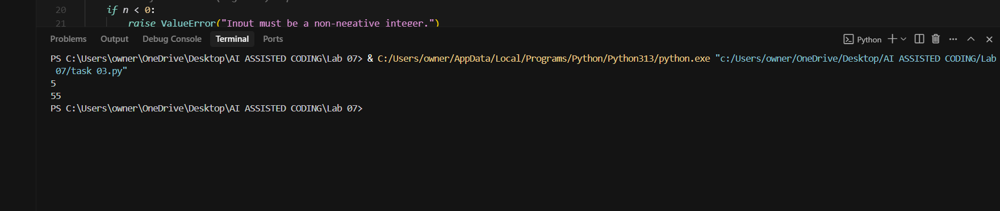 20 if n < 0:
21 raise ValueError("Input must be a non-negative integer.")
Problems Output Debug Console Terminal Ports Python
PS C:\Users\owner\OneDrive\Desktop\AI ASSISTED CODING\Lab 07> & C:/Users/owner/AppData/Local/Programs/Python/Python313/python.exe "c:/Users/owner/OneDrive/Desktop/AI ASSISTED CODING/Lab
07/task 03.py"
5
55
PS C:\Users\owner\OneDrive\Desktop\AI ASSISTED CODING\Lab 07>